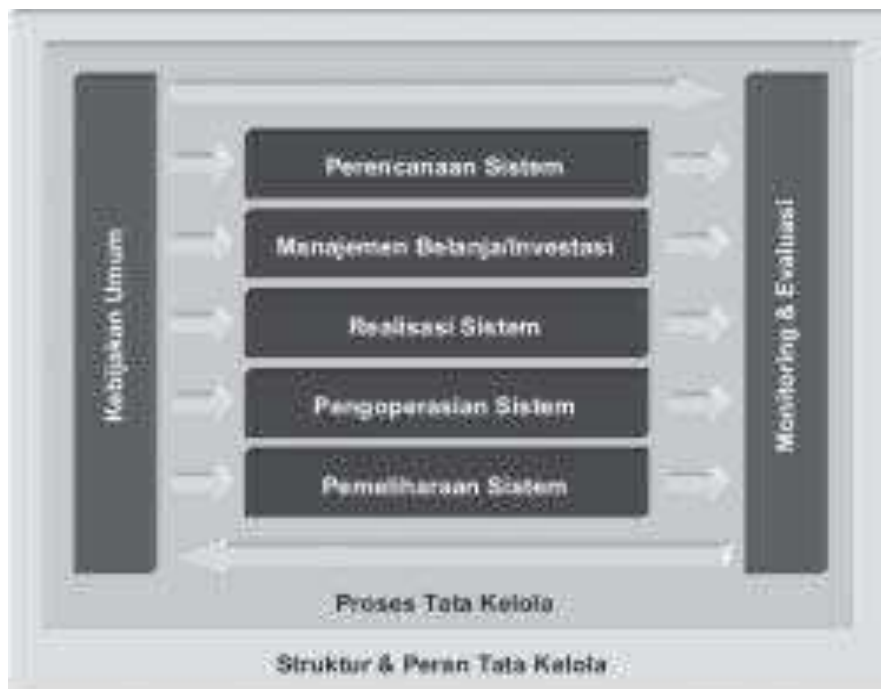 Kebijakan Umum
Perencanaan Sistem
Manajemen Belanja/Investasi
Realisasi Sistem
Pengoperasian Sistem
Pemeliharaan Sistem
Monitoring & Evaluasi
Proses Tata Kelola
Struktur & Peran Tata Kelola